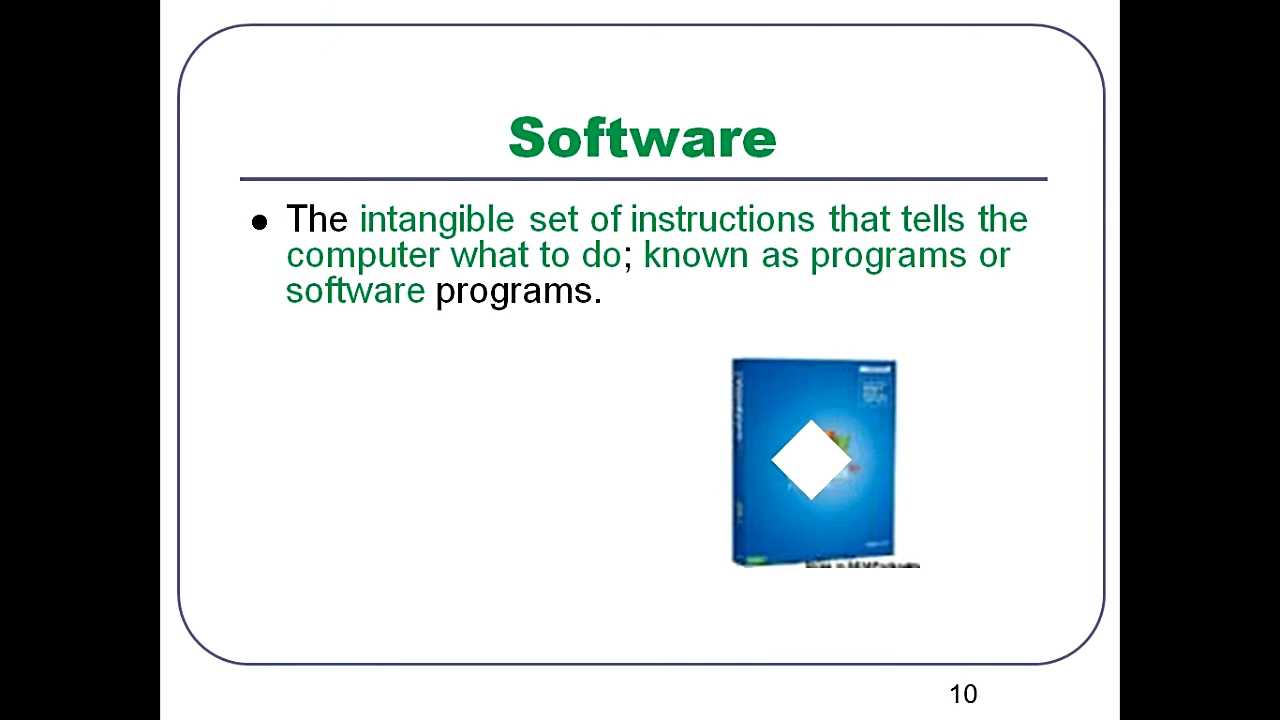 Software
● The intangible set of instructions that tells the
computer what to do; known as programs or
software programs.
10